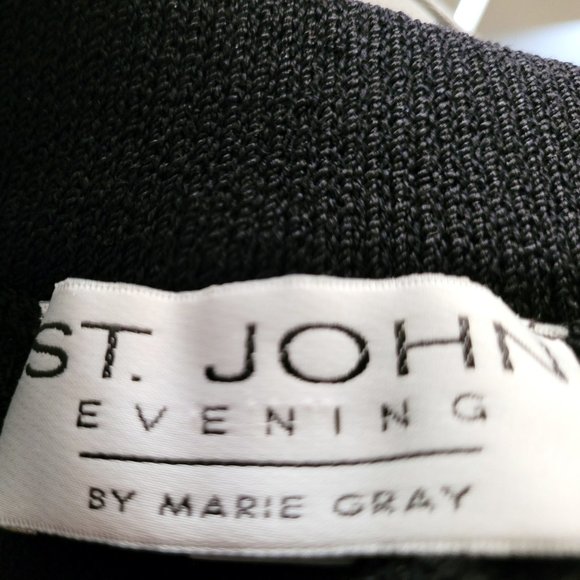 ST. JOHN
EVENING
BY MARIE GRAY